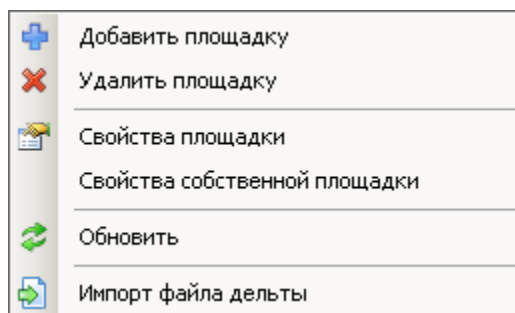 Добавить площадку
Удалить площадку
Свойства площадки
Свойства собственной площадки
Обновить
Импорт файла дельты